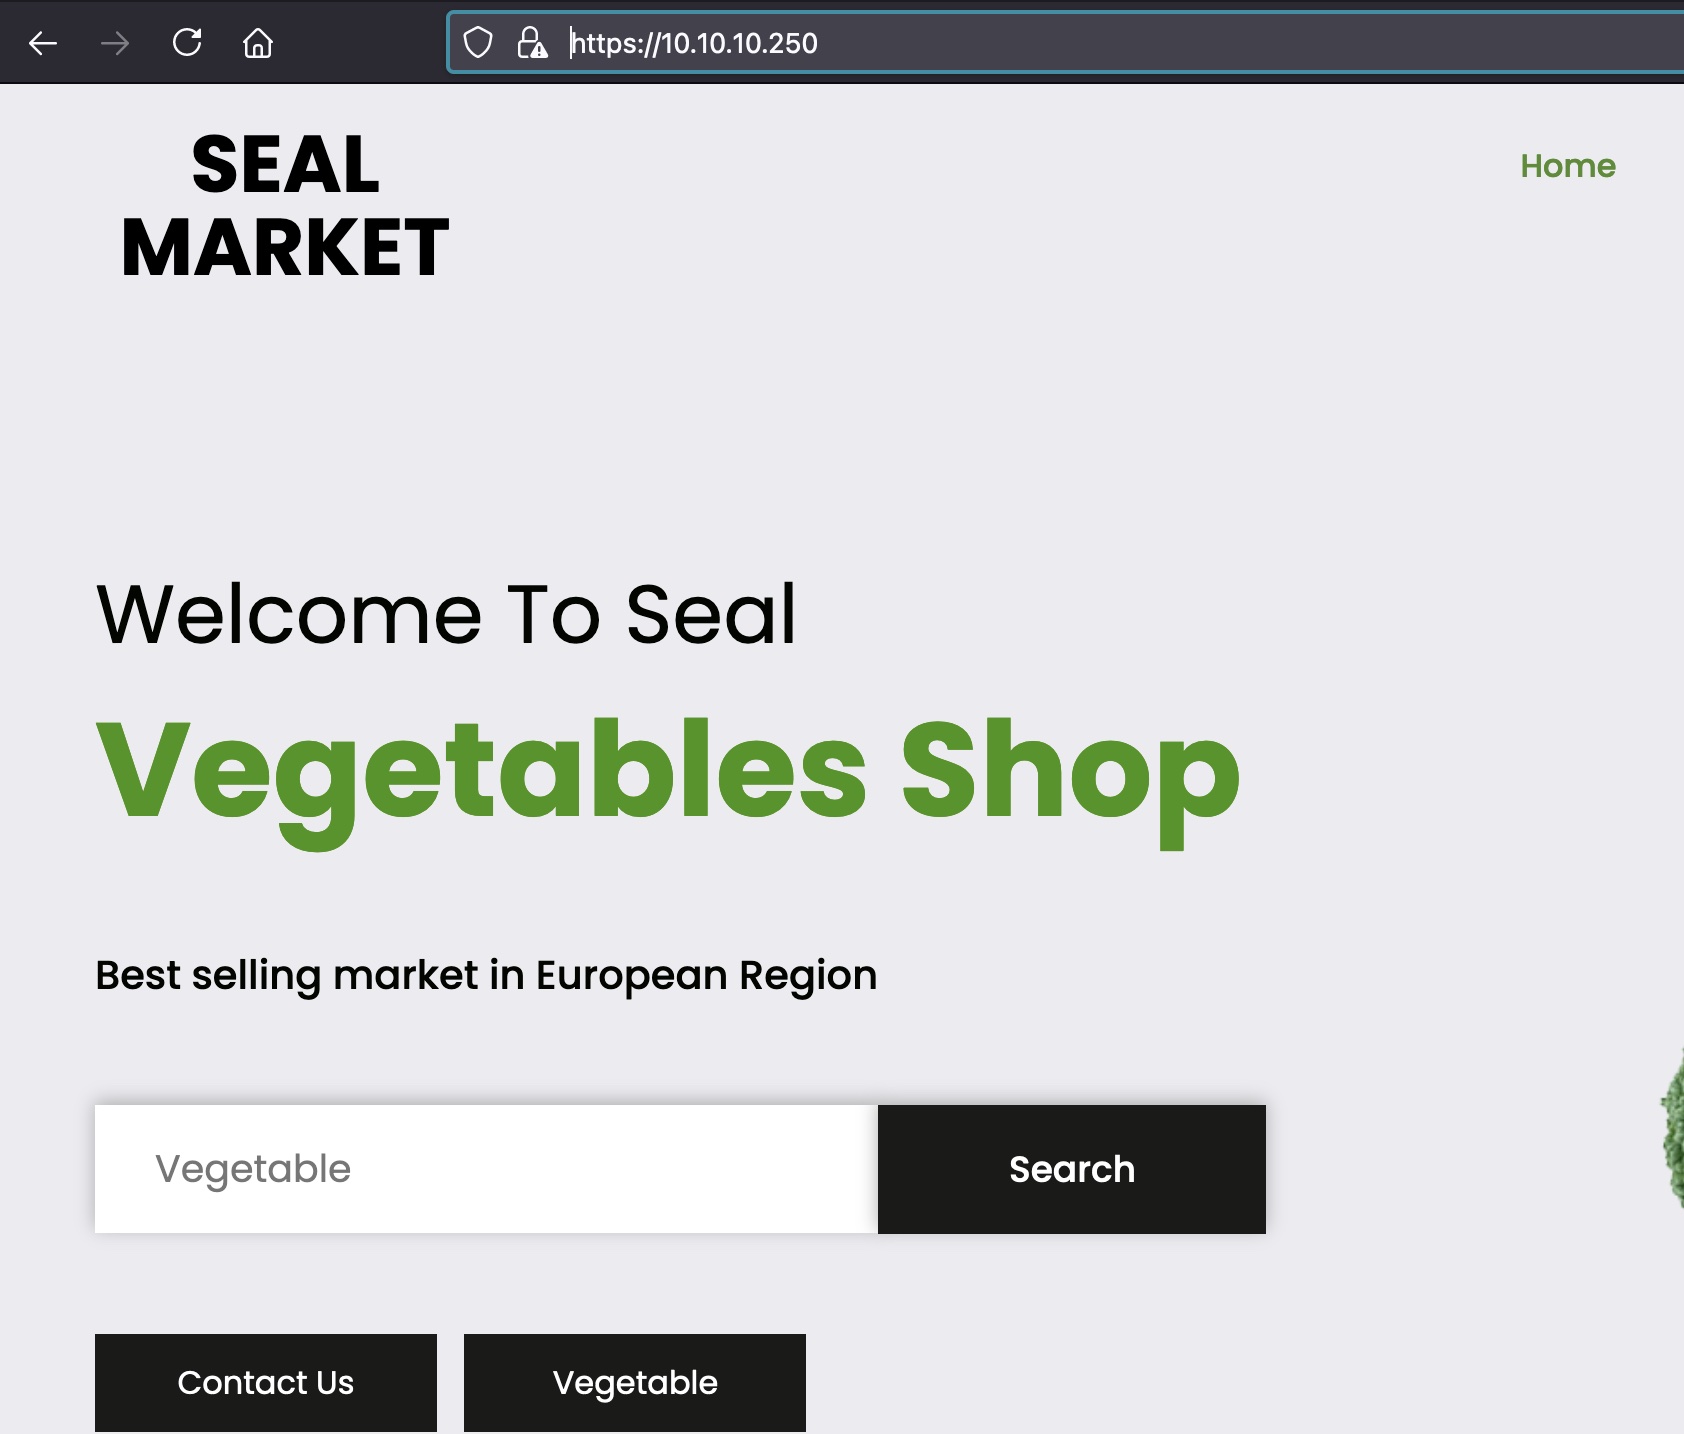 https://10.10.10.250
SEAL
MARKET
Home
Welcome To Seal
Vegetables Shop
Best selling market in European Region
Vegetable
Search
Contact Us
Vegetable